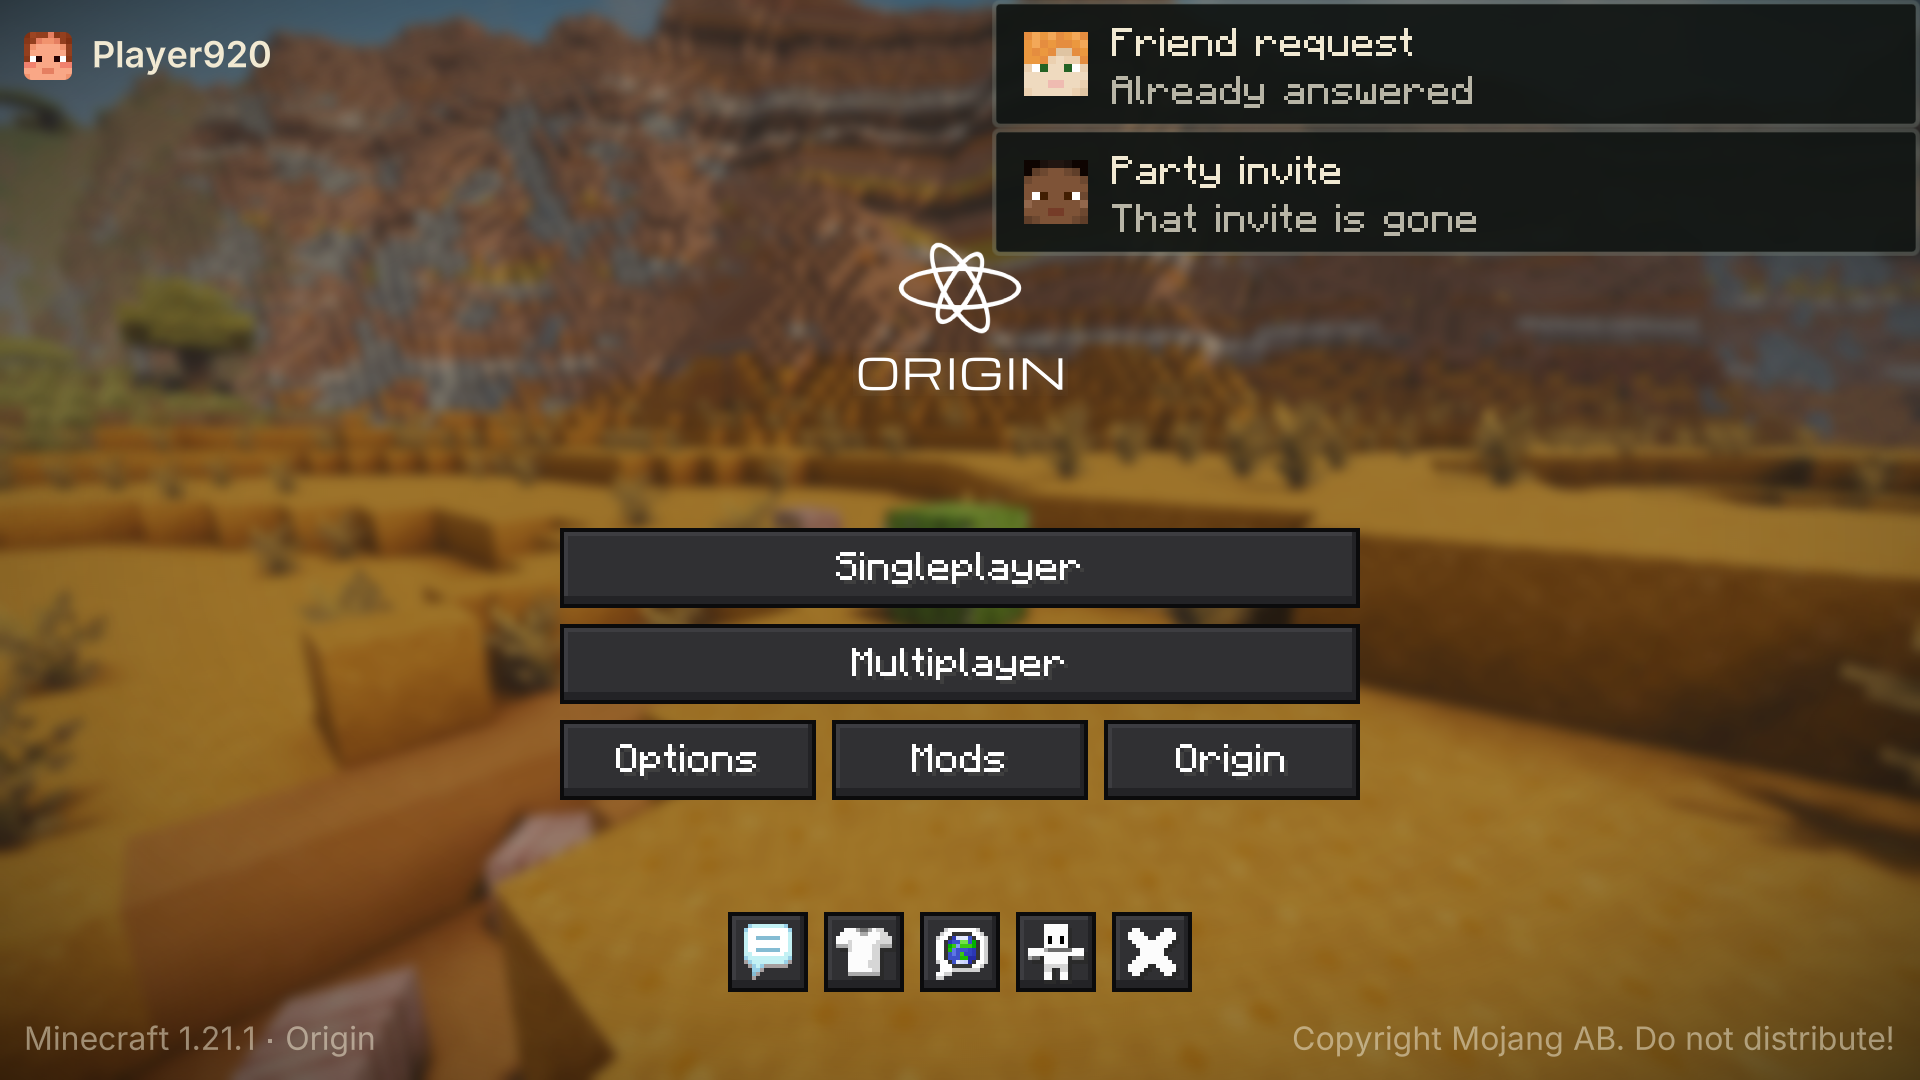 Player920
Friend request
Already answered
Party invite
That invite is gone
ORIGIN
Singleplayer
Multiplayer
Options
Mods
Origin
Minecraft 1.21.1 · Origin
Copyright Mojang AB. Do not distribute!